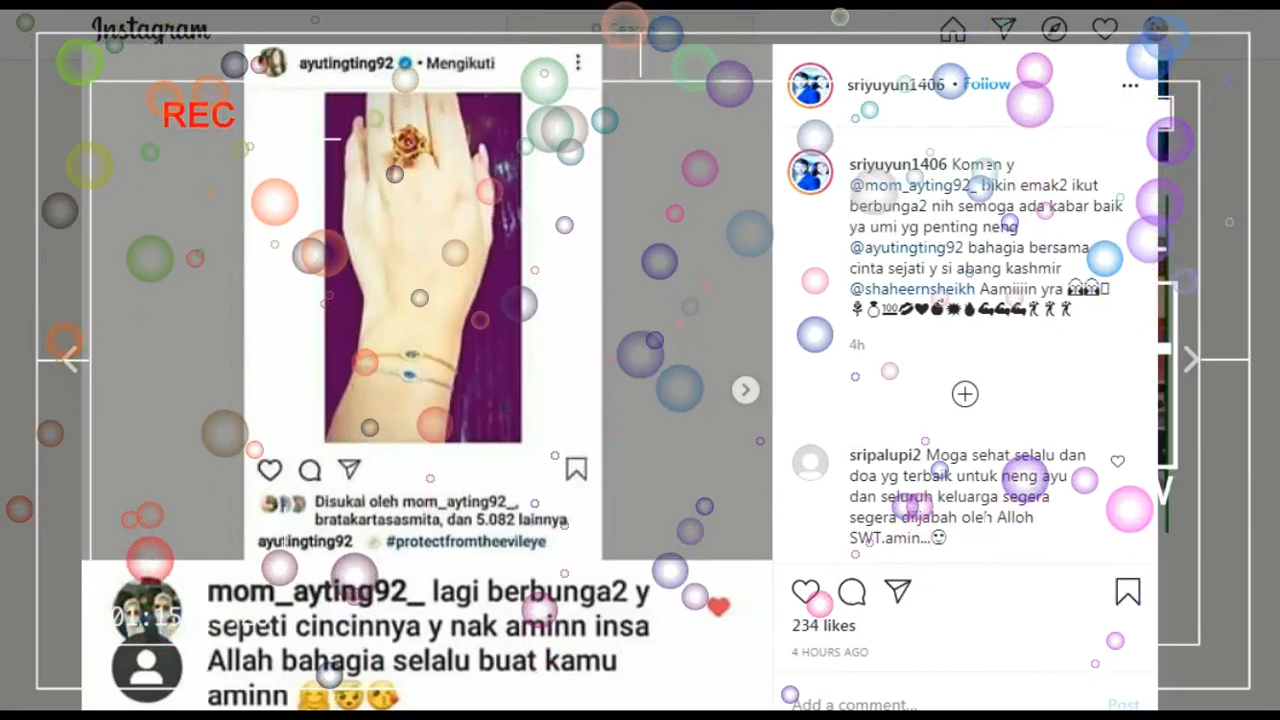 Instagram
Search
ayutingting92 • Mengikuti
REC
Disukai oleh mom_ayting92_,
bratakartasasmita, dan 5.082 lainnya
ayutingting92 #protectfromtheevileye
mom_ayting92_ lagi berbunga2 y
sepeti cincinnya y nak aminn insa
Allah bahagia selalu buat kamu
aminn 🤗😇😘
sriyuyun1406 • Follow
sriyuyun1406 Komen y
@mom_ayting92_ bikin emak2 ikut
berbunga2 nih semoga ada kabar baik
ya umi yg penting neng
@ayutingting92 bahagia bersama
cinta sejati y si abang kashmir
@shaheernsheikh Aamiiiin yra
4h
sripalupi2 Moga sehat selalu dan
doa yg terbaik untuk neng ayu
dan seluruh keluarga segera
segera dijabah oleh Alloh
SWT.amin...
234 likes
4 HOURS AGO
Add a comment...
Post